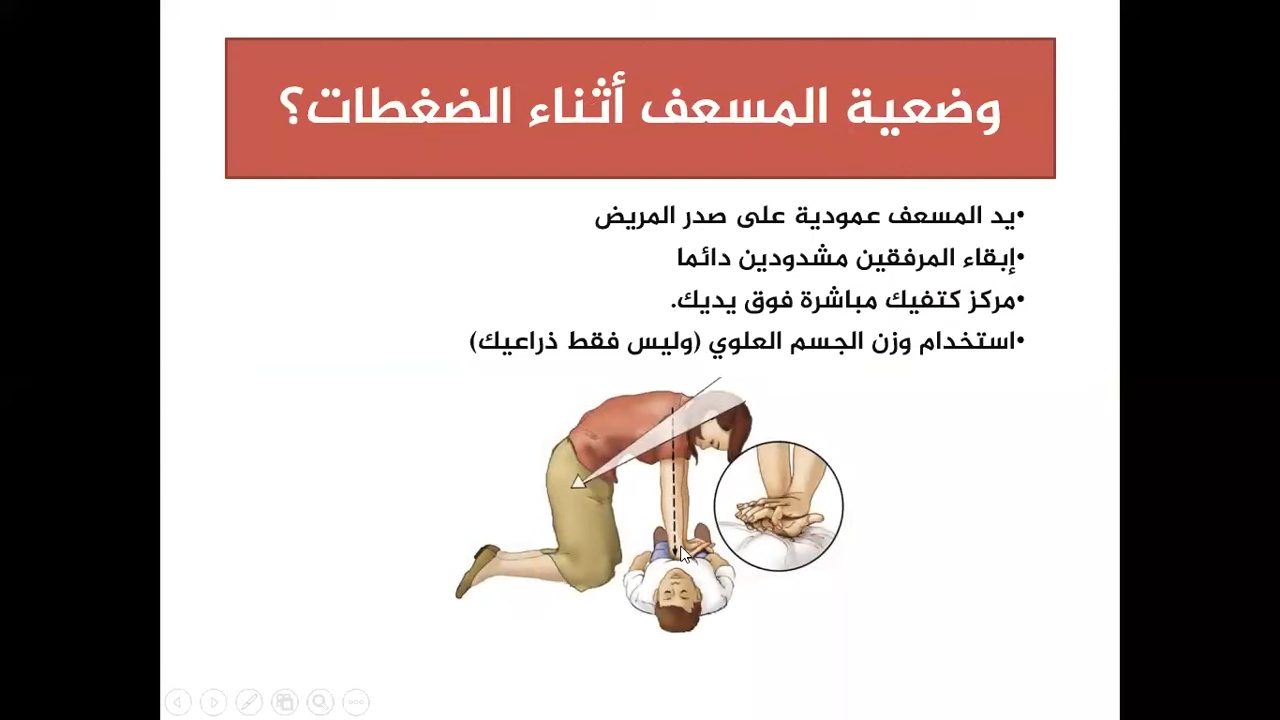 وضعية المسعف أثناء الضغطات؟
•يد المسعف عمودية على صدر المريض
•إبقاء المرفقين مشدودين دائما
•مركز كتفيك مباشرة فوق يديك.
•استخدام وزن الجسم العلوي (وليس فقط ذراعيك)